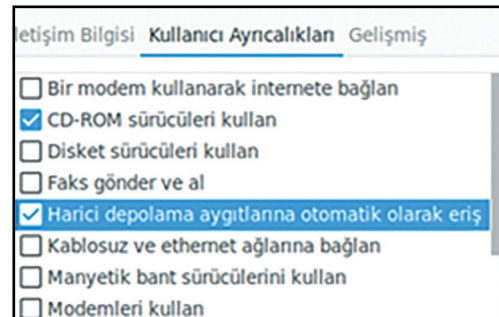 letişim Bilgisi Kullanıcı Ayrıcalıkları Gelişmiş
Bir modem kullanarak internete bağlan
CD-ROM sürücüleri kullan
Disket sürücüleri kullan
Faks gönder ve al
Harici depolama aygıtlarına otomatik olarak eriş
Kablosuz ve ethernet ağlarına bağlan
Manyetik bant sürücülerini kullan
Modemleri kullan